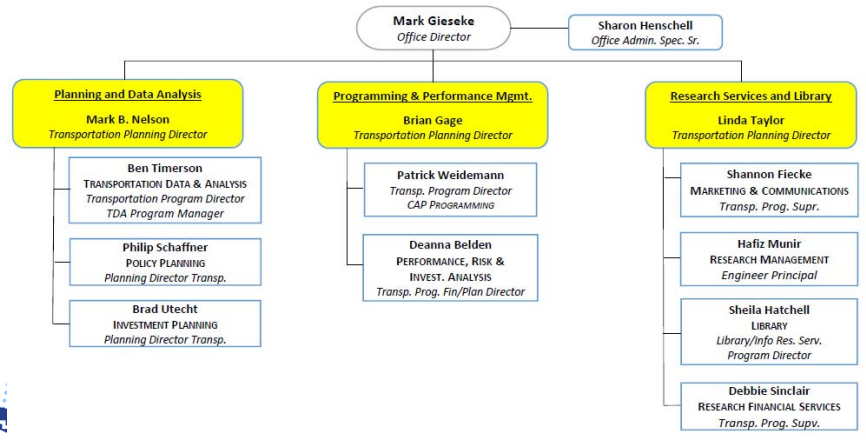 Mark Gieseke
Office Director
Sharon Henschell
Office Admin. Spec. Sr.
Planning and Data Analysis
Mark B. Nelson
Transportation Planning Director
Ben Timerson
TRANSPORTATION DATA & ANALYSIS
Transportation Program Director
TDA Program Manager
Philip Schaffner
POLICY PLANNING
Planning Director Transp.
Brad Utecht
INVESTMENT PLANNING
Planning Director Transp.
Programming & Performance Mgmt.
Brian Gage
Transportation Planning Director
Patrick Weidemann
Transp. Program Director
CAP PROGRAMMING
Deanna Belden
PERFORMANCE, RISK &
INVEST. ANALYSIS
Transp. Prog. Fin/Plan Director
Research Services and Library
Linda Taylor
Transportation Planning Director
Shannon Fiecke
MARKETING & COMMUNICATIONS
Transp. Prog. Supr.
Hafiz Munir
RESEARCH MANAGEMENT
Engineer Principal
Sheila Hatchell
LIBRARY
Library/Info Res. Serv.
Program Director
Debbie Sinclair
RESEARCH FINANCIAL SERVICES
Transp. Prog. Supv.